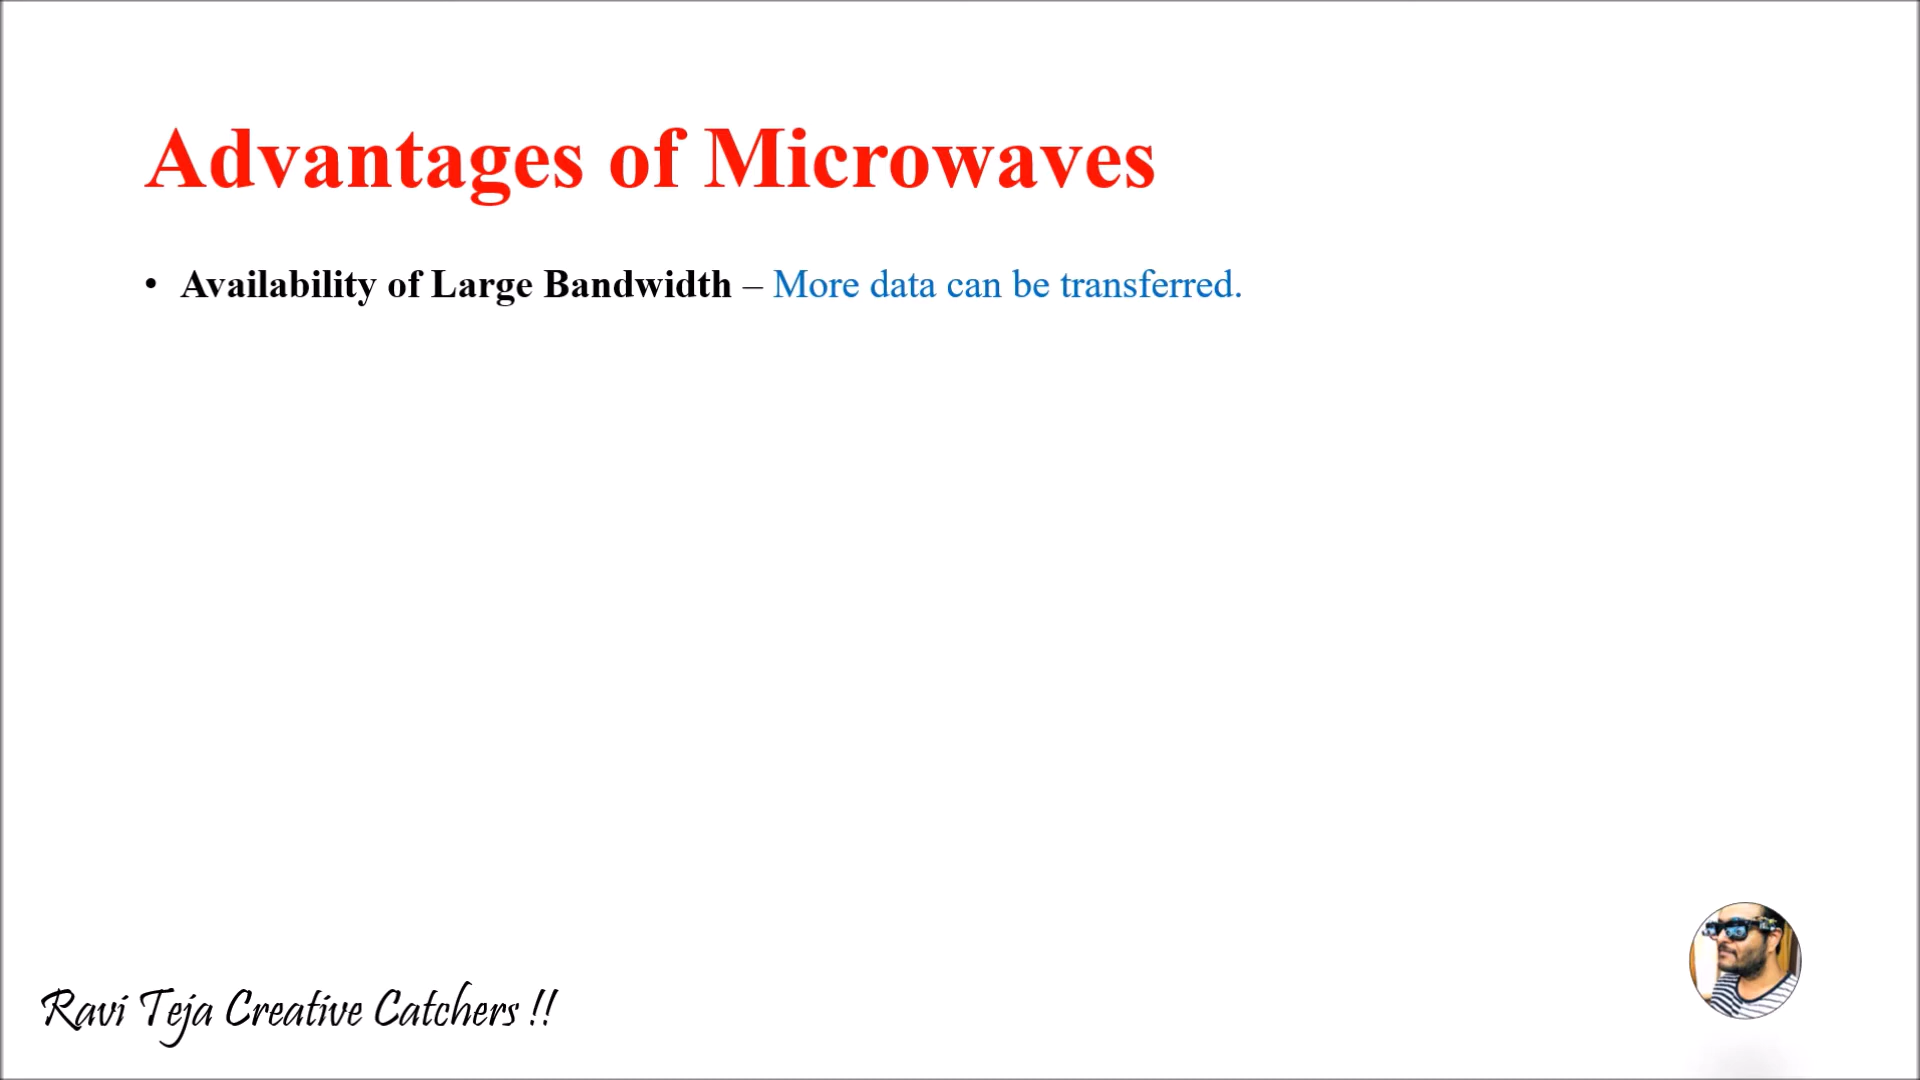 Advantages of Microwaves
• Availability of Large Bandwidth – More data can be transferred.
Ravi Teja Creative Catchers !!